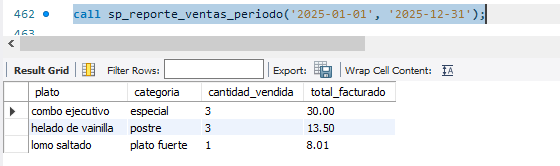 462 call sp_reporte_ventas_periodo('2025-01-01', '2025-12-31');
463
Result Grid Filter Rows: Export: Wrap Cell Content: IA
plato categoria cantidad_vendida total_facturado
combo ejecutivo especial 3 30.00
helado de vainilla postre 3 13.50
lomo saltado plato fuerte 1 8.01